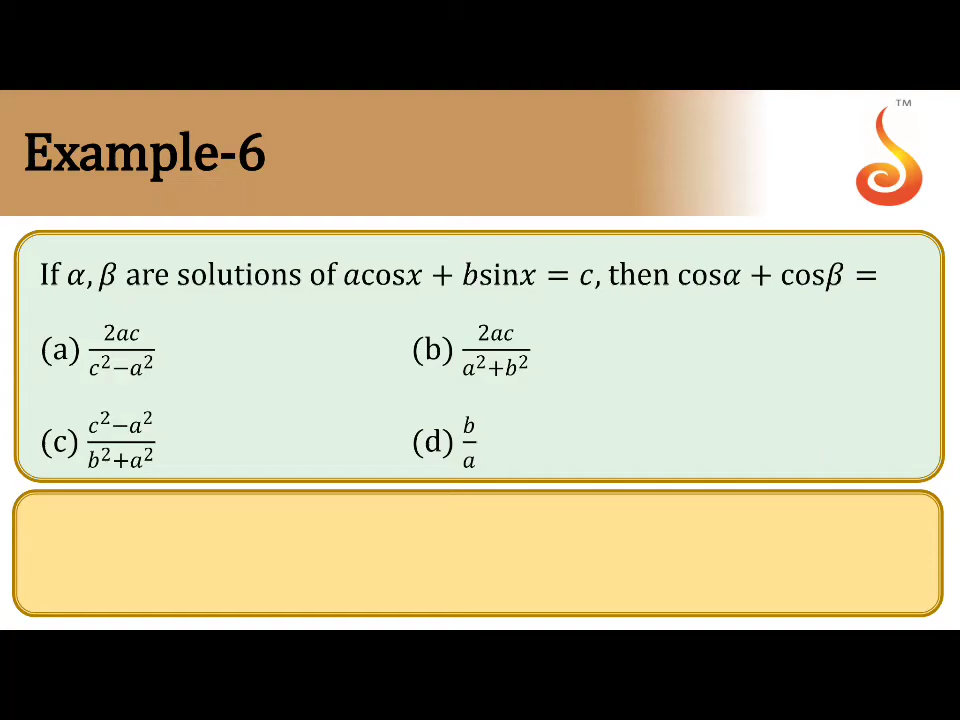 TM
Example-6
If α, β are solutions of acosx + bsinx = c, then cosα + cosβ =
(a) 2ac/(c²−a²) (b) 2ac/(a²+b²)
(c) (c²−a²)/(b²+a²) (d) b/a